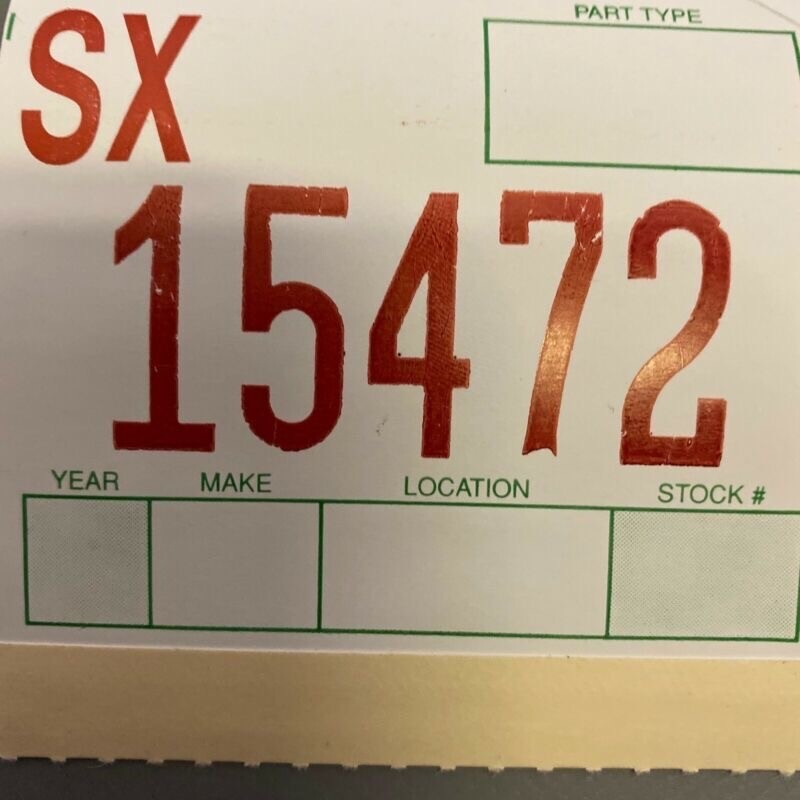 PART TYPE
SX
15472
YEAR MAKE LOCATION STOCK #